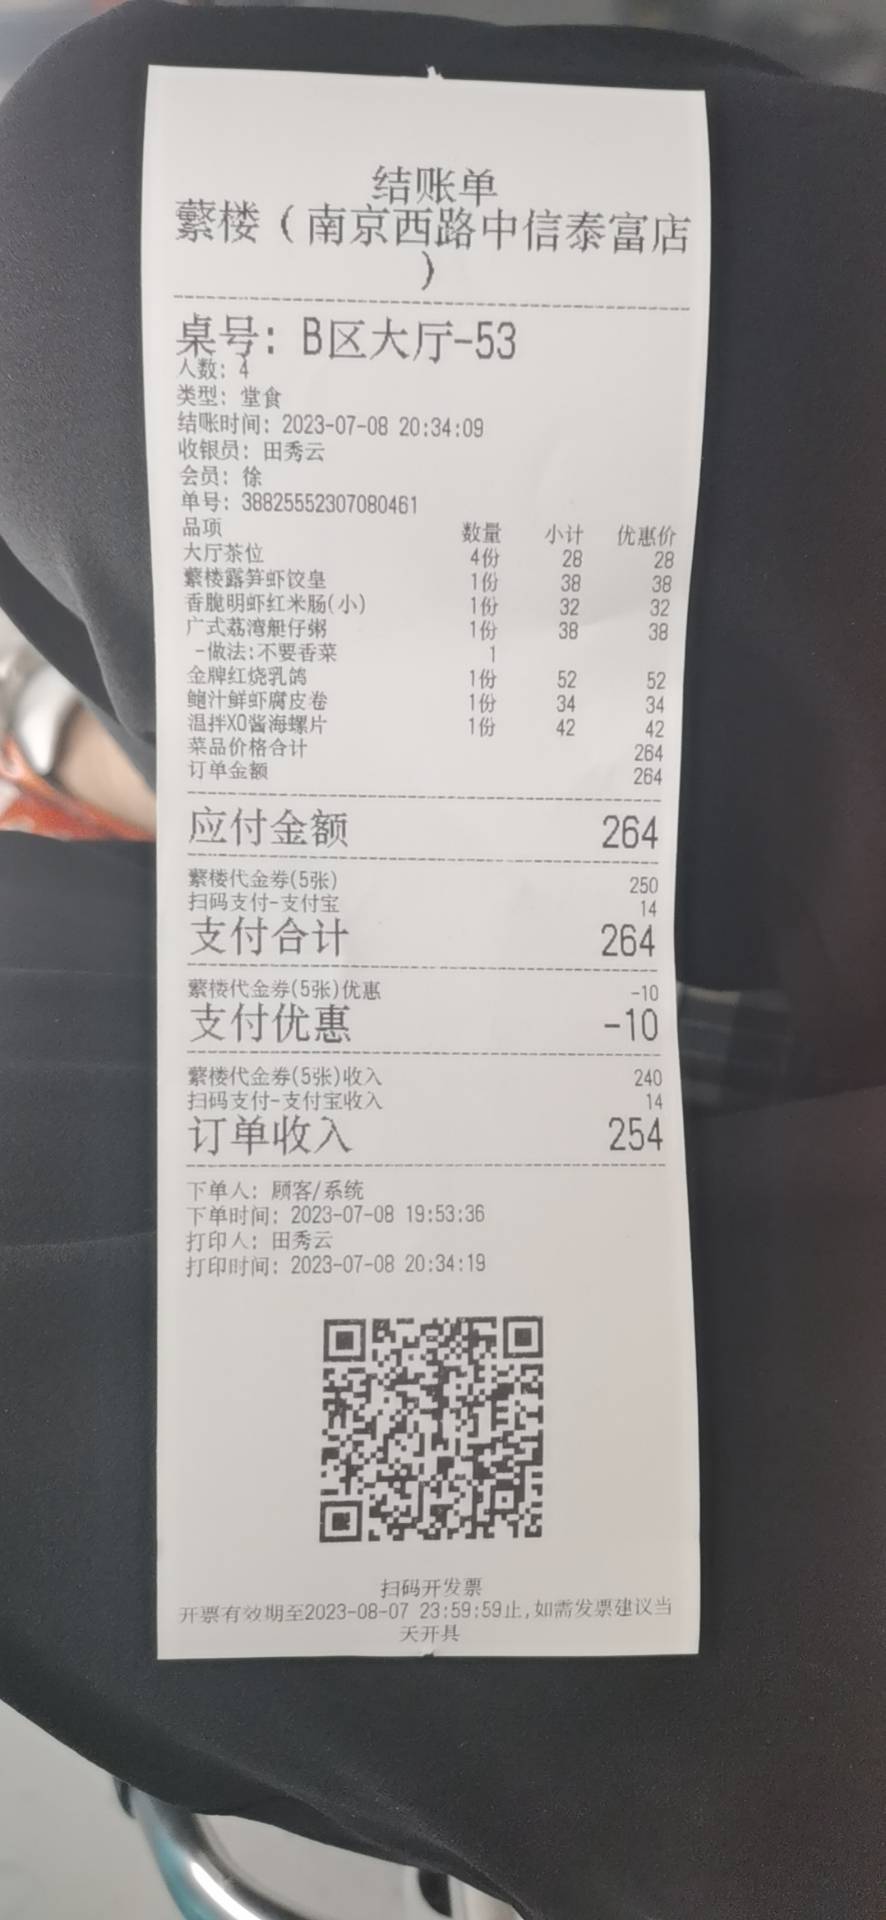 结账单
蘩楼（南京西路中信泰富店
）
桌号: B区大厅-53
人数: 4
类型: 堂食
结账时间: 2023-07-08 20:34:09
收银员: 田秀云
会员: 徐
单号: 38825552307080461
品项 数量 小计 优惠价
大厅茶位 4份 28 28
蘩楼露笋虾饺皇 1份 38 38
香脆明虾红米肠(小) 1份 32 32
广式荔湾艇仔粥 1份 38 38
-做法:不要香菜 1
金牌红烧乳鸽 1份 52 52
鲍汁鲜虾腐皮卷 1份 34 34
温拌XO酱海螺片 1份 42 42
菜品价格合计 264
订单金额 264
应付金额 264
蘩楼代金券(5张) 250
扫码支付-支付宝 14
支付合计 264
蘩楼代金券(5张)优惠 -10
支付优惠 -10
蘩楼代金券(5张)收入 240
扫码支付-支付宝收入 14
订单收入 254
下单人: 顾客/系统
下单时间: 2023-07-08 19:53:36
打印人: 田秀云
打印时间: 2023-07-08 20:34:19
扫码开发票
开票有效期至2023-08-07 23:59:59止,如需发票建议当
天开具